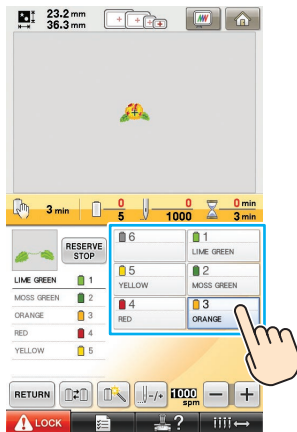 23.2 mm
36.3 mm
3 min
0
5
0
1000
0 min
3 min
RESERVE
STOP
LIME GREEN 1
MOSS GREEN 2
ORANGE 3
RED 4
YELLOW 5
6
1
LIME GREEN
5
YELLOW
2
MOSS GREEN
4
RED
3
ORANGE
RETURN
-/+
1000
spm
− +
LOCK
?